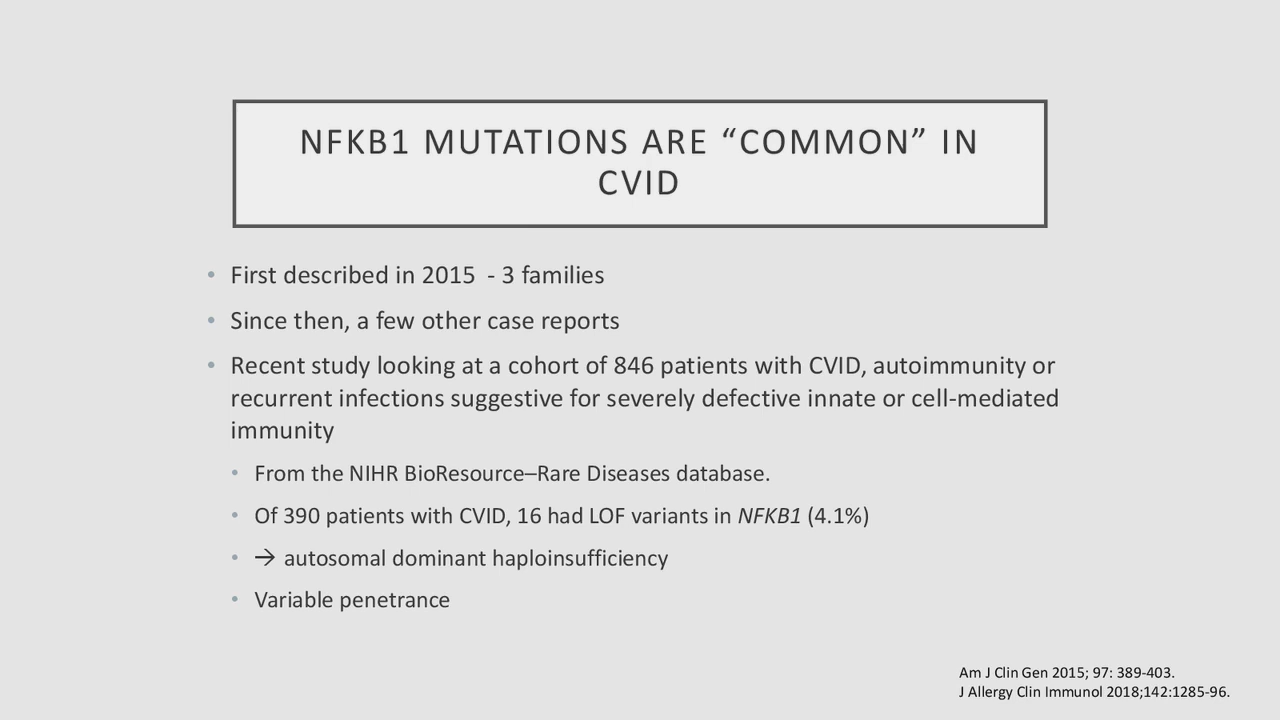 NFKB1 MUTATIONS ARE “COMMON” IN
CVID
• First described in 2015  - 3 families
• Since then, a few other case reports
• Recent study looking at a cohort of 846 patients with CVID, autoimmunity or
recurrent infections suggestive for severely defective innate or cell-mediated
immunity
• From the NIHR BioResource–Rare Diseases database.
• Of 390 patients with CVID, 16 had LOF variants in NFKB1 (4.1%)
• → autosomal dominant haploinsufficiency
• Variable penetrance
Am J Clin Gen 2015; 97: 389-403.
J Allergy Clin Immunol 2018;142:1285-96.